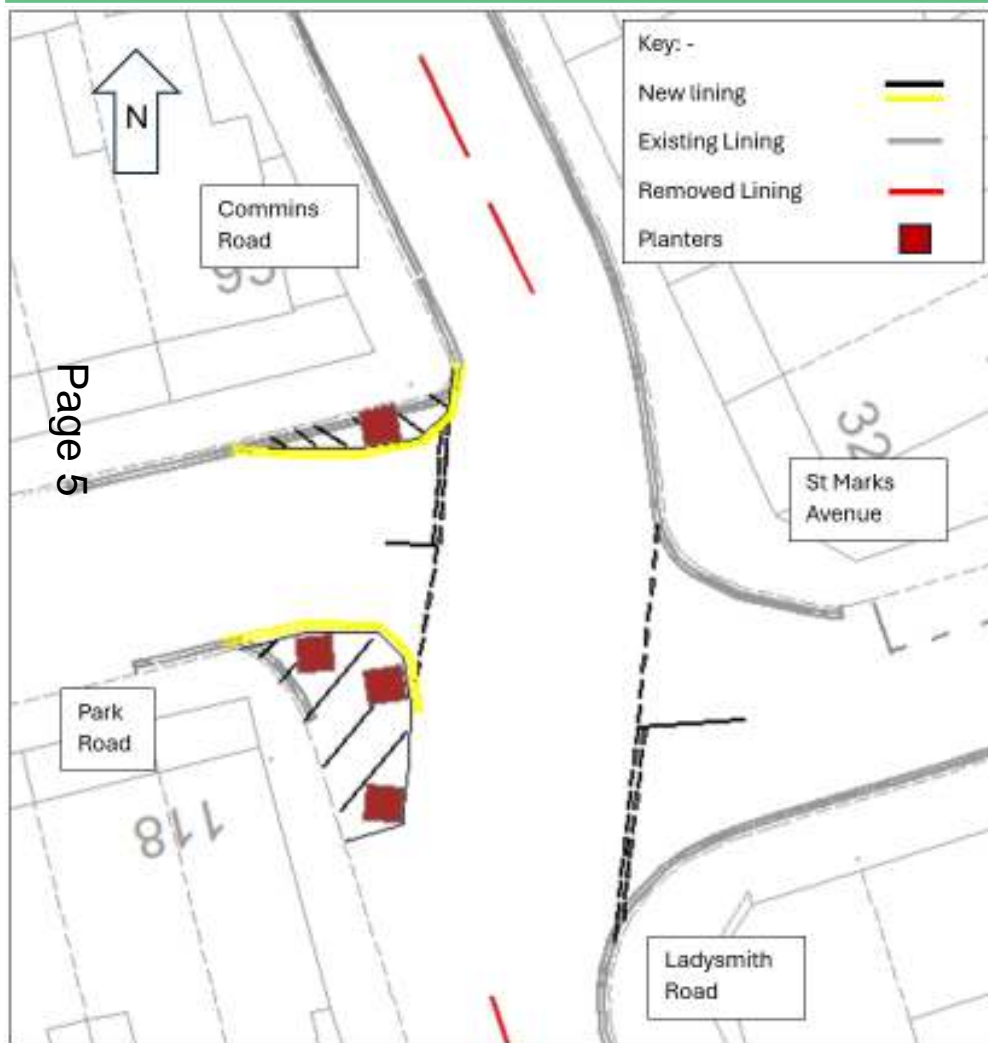 Key: -
New lining
Existing Lining
Removed Lining
Planters
N
Commins
Road
Page 5
32
St Marks
Avenue
Park
Road
118
Ladysmith
Road